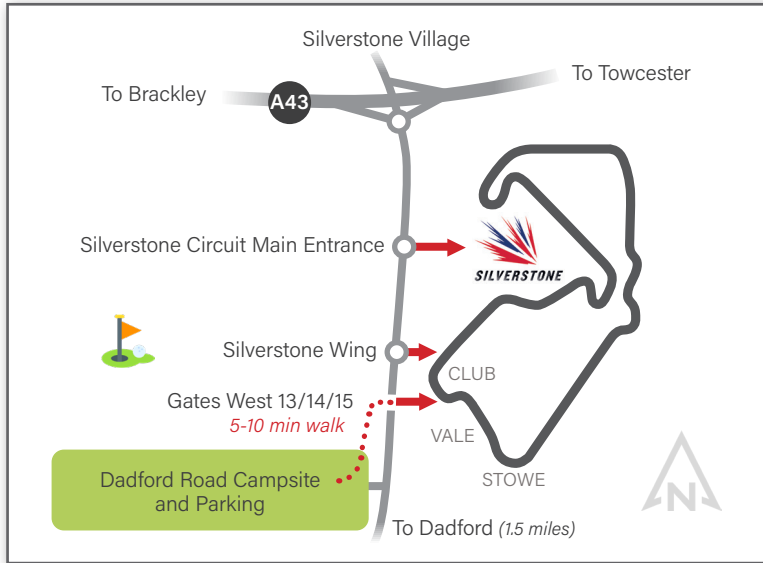 Silverstone Village
To Towcester
To Brackley
A43
Silverstone Circuit Main Entrance
SILVERSTONE
Silverstone Wing
CLUB
Gates West 13/14/15
5-10 min walk
VALE
STOWE
Dadford Road Campsite
and Parking
N
To Dadford (1.5 miles)